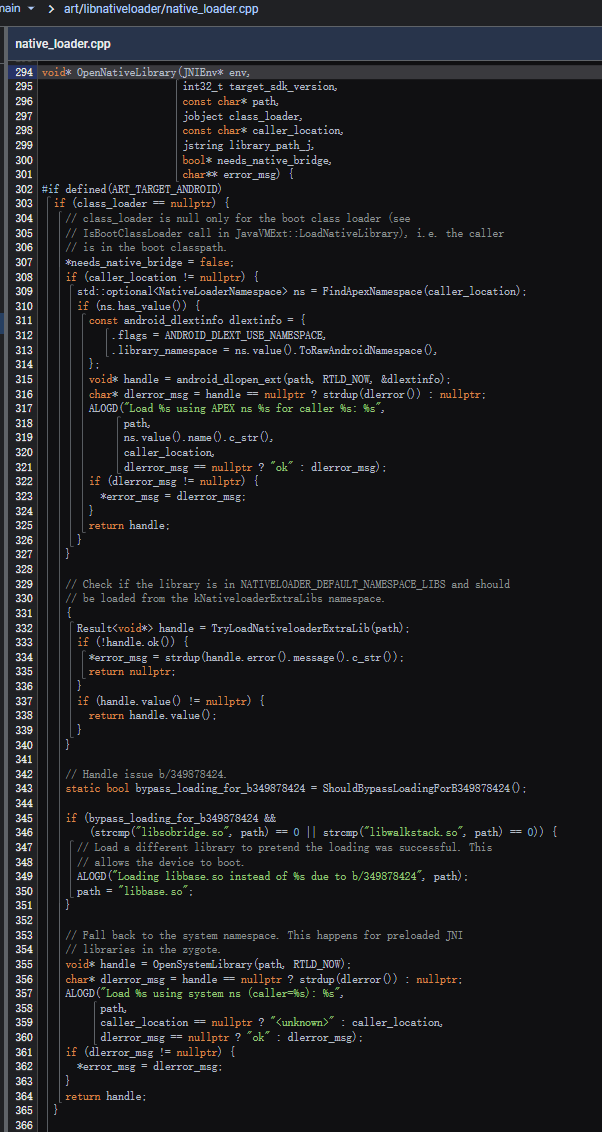 main art/libnativeloader/native_loader.cpp
native_loader.cpp
294 void* OpenNativeLibrary(JNIEnv* env,
295 int32_t target_sdk_version,
296 const char* path,
297 jobject class_loader,
298 const char* caller_location,
299 jstring library_path_j,
300 bool* needs_native_bridge,
301 char** error_msg) {
302 #if defined(ART_TARGET_ANDROID)
303 if (class_loader == nullptr) {
304 // class_loader is null only for the boot class loader (see
305 // IsBootClassLoader call in JavaVMExt::LoadNativeLibrary), i.e. the caller
306 // is in the boot classpath.
307 *needs_native_bridge = false;
308 if (caller_location != nullptr) {
309 std::optional<NativeLoaderNamespace> ns = FindApexNamespace(caller_location);
310 if (ns.has_value()) {
311 const android_dlextinfo dlextinfo = {
312 .flags = ANDROID_DLEXT_USE_NAMESPACE,
313 .library_namespace = ns.value().ToRawAndroidNamespace(),
314 };
315 void* handle = android_dlopen_ext(path, RTLD_NOW, &dlextinfo);
316 char* dlerror_msg = handle == nullptr ? strdup(dlerror()) : nullptr;
317 ALOGD("Load %s using APEX ns %s for caller %s: %s",
318 path,
319 ns.value().name().c_str(),
320 caller_location,
321 dlerror_msg == nullptr ? "ok" : dlerror_msg);
322 if (dlerror_msg != nullptr) {
323 *error_msg = dlerror_msg;
324 }
325 return handle;
326 }
327 }
328
329 // Check if the library is in NATIVELOADER_DEFAULT_NAMESPACE_LIBS and should
330 // be loaded from the kNativeloaderExtraLibs namespace.
331 {
332 Result<void*> handle = TryLoadNativeloaderExtraLib(path);
333 if (!handle.ok()) {
334 *error_msg = strdup(handle.error().message().c_str());
335 return nullptr;
336 }
337 if (handle.value() != nullptr) {
338 return handle.value();
339 }
340 }
341
342 // Handle issue b/349878424.
343 static bool bypass_loading_for_b349878424 = ShouldBypassLoadingForB349878424();
344
345 if (bypass_loading_for_b349878424 &&
346 (strcmp("libsobridge.so", path) == 0 || strcmp("libwalkstack.so", path) == 0)) {
347 // Load a different library to pretend the loading was successful. This
348 // allows the device to boot.
349 ALOGD("Loading libbase.so instead of %s due to b/349878424", path);
350 path = "libbase.so";
351 }
352
353 // Fall back to the system namespace. This happens for preloaded JNI
354 // libraries in the zygote.
355 void* handle = OpenSystemLibrary(path, RTLD_NOW);
356 char* dlerror_msg = handle == nullptr ? strdup(dlerror()) : nullptr;
357 ALOGD("Load %s using system ns (caller=%s): %s",
358 path,
359 caller_location == nullptr ? "<unknown>" : caller_location,
360 dlerror_msg == nullptr ? "ok" : dlerror_msg);
361 if (dlerror_msg != nullptr) {
362 *error_msg = dlerror_msg;
363 }
364 return handle;
365 }
366